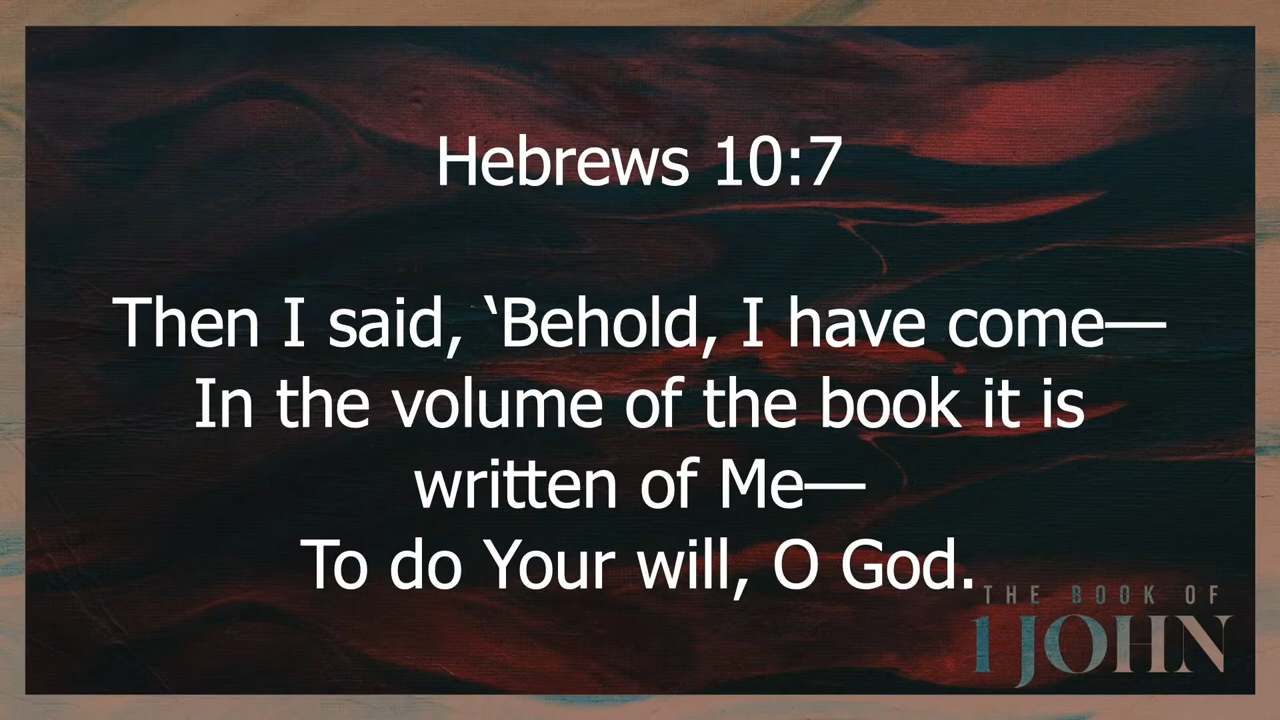 Hebrews 10:7
Then I said, ‘Behold, I have come—
In the volume of the book it is
written of Me—
To do Your will, O God.
THE BOOK OF
1 JOHN